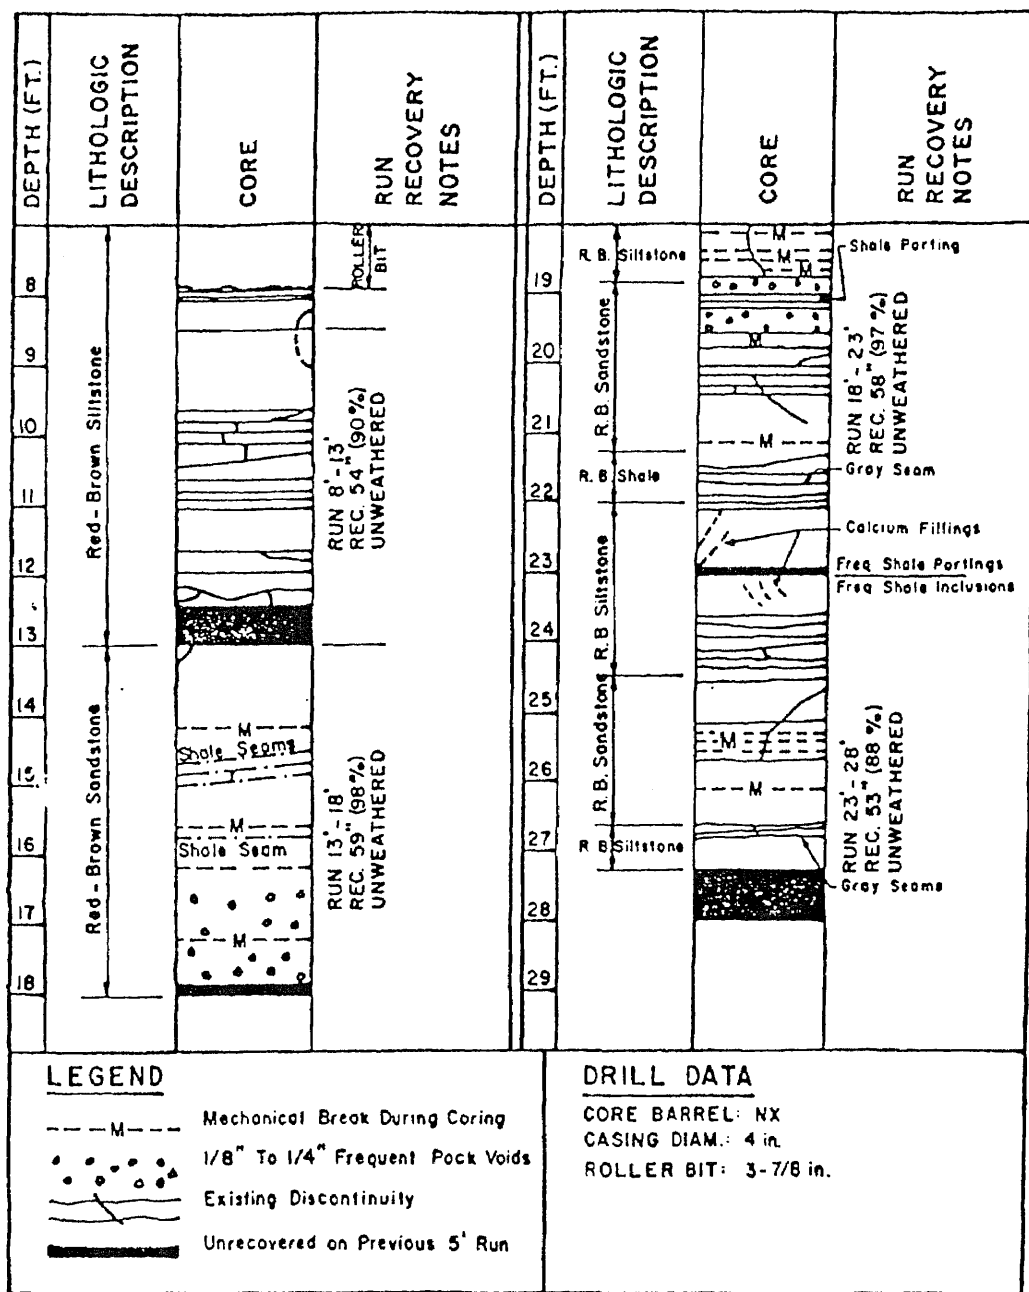 DEPTH (FT.)
LITHOLOGIC
DESCRIPTION
CORE
RUN
RECOVERY
NOTES
8
9
10
11
12
13
14
15
16
17
18
Red-Brown Siltstone
Red-Brown Sandstone
ROLLER
BIT
RUN 8'-13'
REC. 54" (90%)
UNWEATHERED
M
Shale Seams
M
Shale Seam
M
RUN 13'-18'
REC. 59" (98%)
UNWEATHERED
DEPTH (FT.)
LITHOLOGIC
DESCRIPTION
CORE
RUN
RECOVERY
NOTES
19
20
21
22
23
24
25
26
27
28
29
R. B. Siltstone
R. B. Sandstone
R. B Shale
R. B Siltstone
R. B. Sandstone
R B Siltstone
M
M
M
M
M
M
M
Shale Parting
RUN 18'-23'
REC. 58" (97%)
UNWEATHERED
Gray Seam
Calcium Fillings
Freq Shale Partings
Freq Shale Inclusions
RUN 23'-28'
REC. 53" (88%)
UNWEATHERED
Gray Seams
LEGEND
M Mechanical Break During Coring
1/8" To 1/4" Frequent Pock Voids
Existing Discontinuity
Unrecovered on Previous 5' Run
DRILL DATA
CORE BARREL: NX
CASING DIAM.: 4 in.
ROLLER BIT: 3-7/8 in.